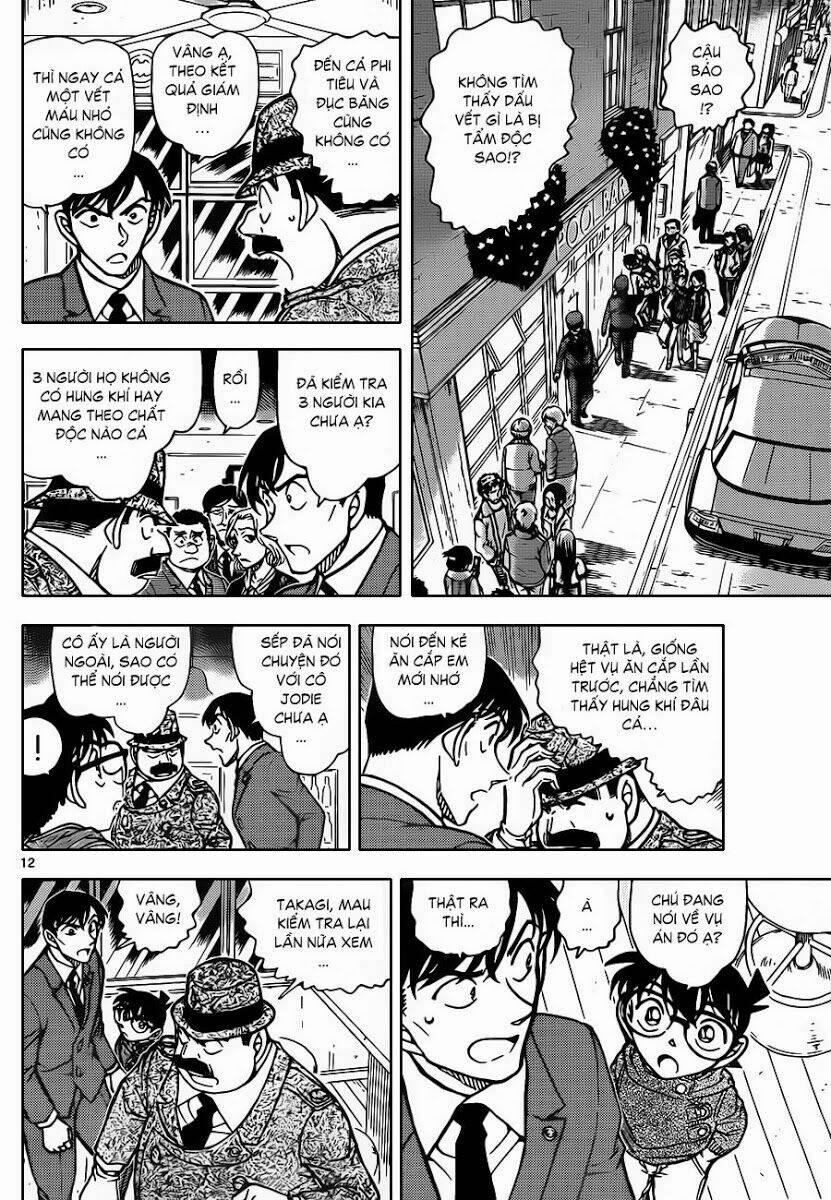 CẬU
BẢO
SAO
!?
KHÔNG TÌM
THẤY DẤU
VẾT GÌ LÀ BỊ
TẨM ĐỘC
SAO!?
POOL BAR
ĐẾN CẢ PHI
TIÊU VÀ
ĐỤC BĂNG
CŨNG
KHÔNG CÓ
...
VÂNG Ạ,
THEO KẾT
QUẢ GIÁM
ĐỊNH
...
THÌ NGAY CẢ
MỘT VẾT
MÁU NHỎ
CŨNG KHÔNG
CÓ
...
ĐÃ KIỂM TRA
3 NGƯỜI KIA
CHƯA Ạ?
RỒI
...
3 NGƯỜI HỌ KHÔNG
CÓ HUNG KHÍ HAY
MANG THEO CHẤT
ĐỘC NÀO CẢ
...
THẬT LÀ, GIỐNG
HỆT VỤ ĂN CẮP LẦN
TRƯỚC, CHẲNG TÌM
THẤY HUNG KHÍ ĐÂU
CẢ...
NÓI ĐẾN KẺ
ĂN CẮP EM
MỚI NHỚ
...
SẾP ĐÃ NÓI
CHUYỆN ĐÓ
VỚI CÔ
JODIE
CHƯA Ạ
...
CÔ ẤY LÀ NGƯỜI
NGOÀI, SAO CÓ
THỂ NÓI ĐƯỢC
...
!
12
CHÚ ĐANG
NÓI VỀ VỤ
ÁN ĐÓ Ạ?
À
...
THẬT RA
THÌ...
TAKAGI, MAU
KIỂM TRA LẠI
LẦN NỮA XEM
...
VÂNG,
VÂNG!